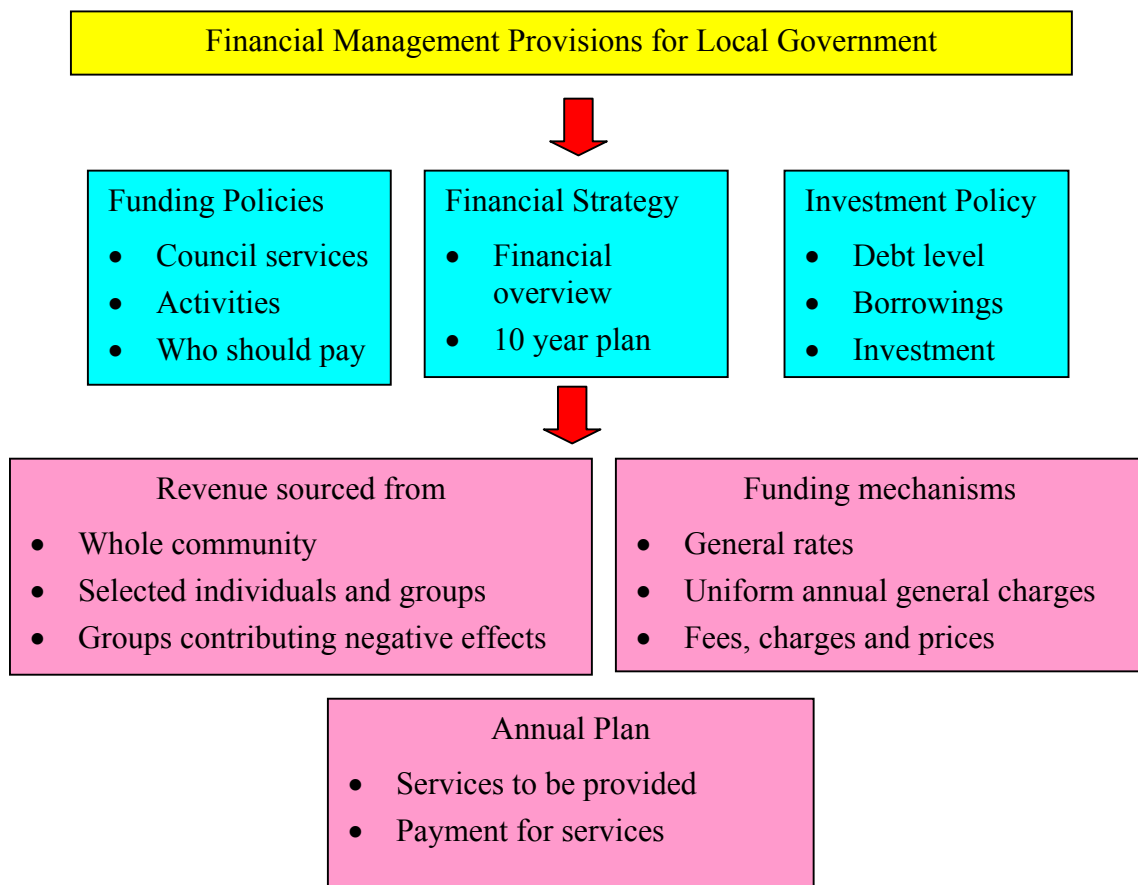 Financial Management Provisions for Local Government
Funding Policies
• Council services
• Activities
• Who should pay
Financial Strategy
• Financial
overview
• 10 year plan
Investment Policy
• Debt level
• Borrowings
• Investment
Revenue sourced from
• Whole community
• Selected individuals and groups
• Groups contributing negative effects
Funding mechanisms
• General rates
• Uniform annual general charges
• Fees, charges and prices
Annual Plan
• Services to be provided
• Payment for services